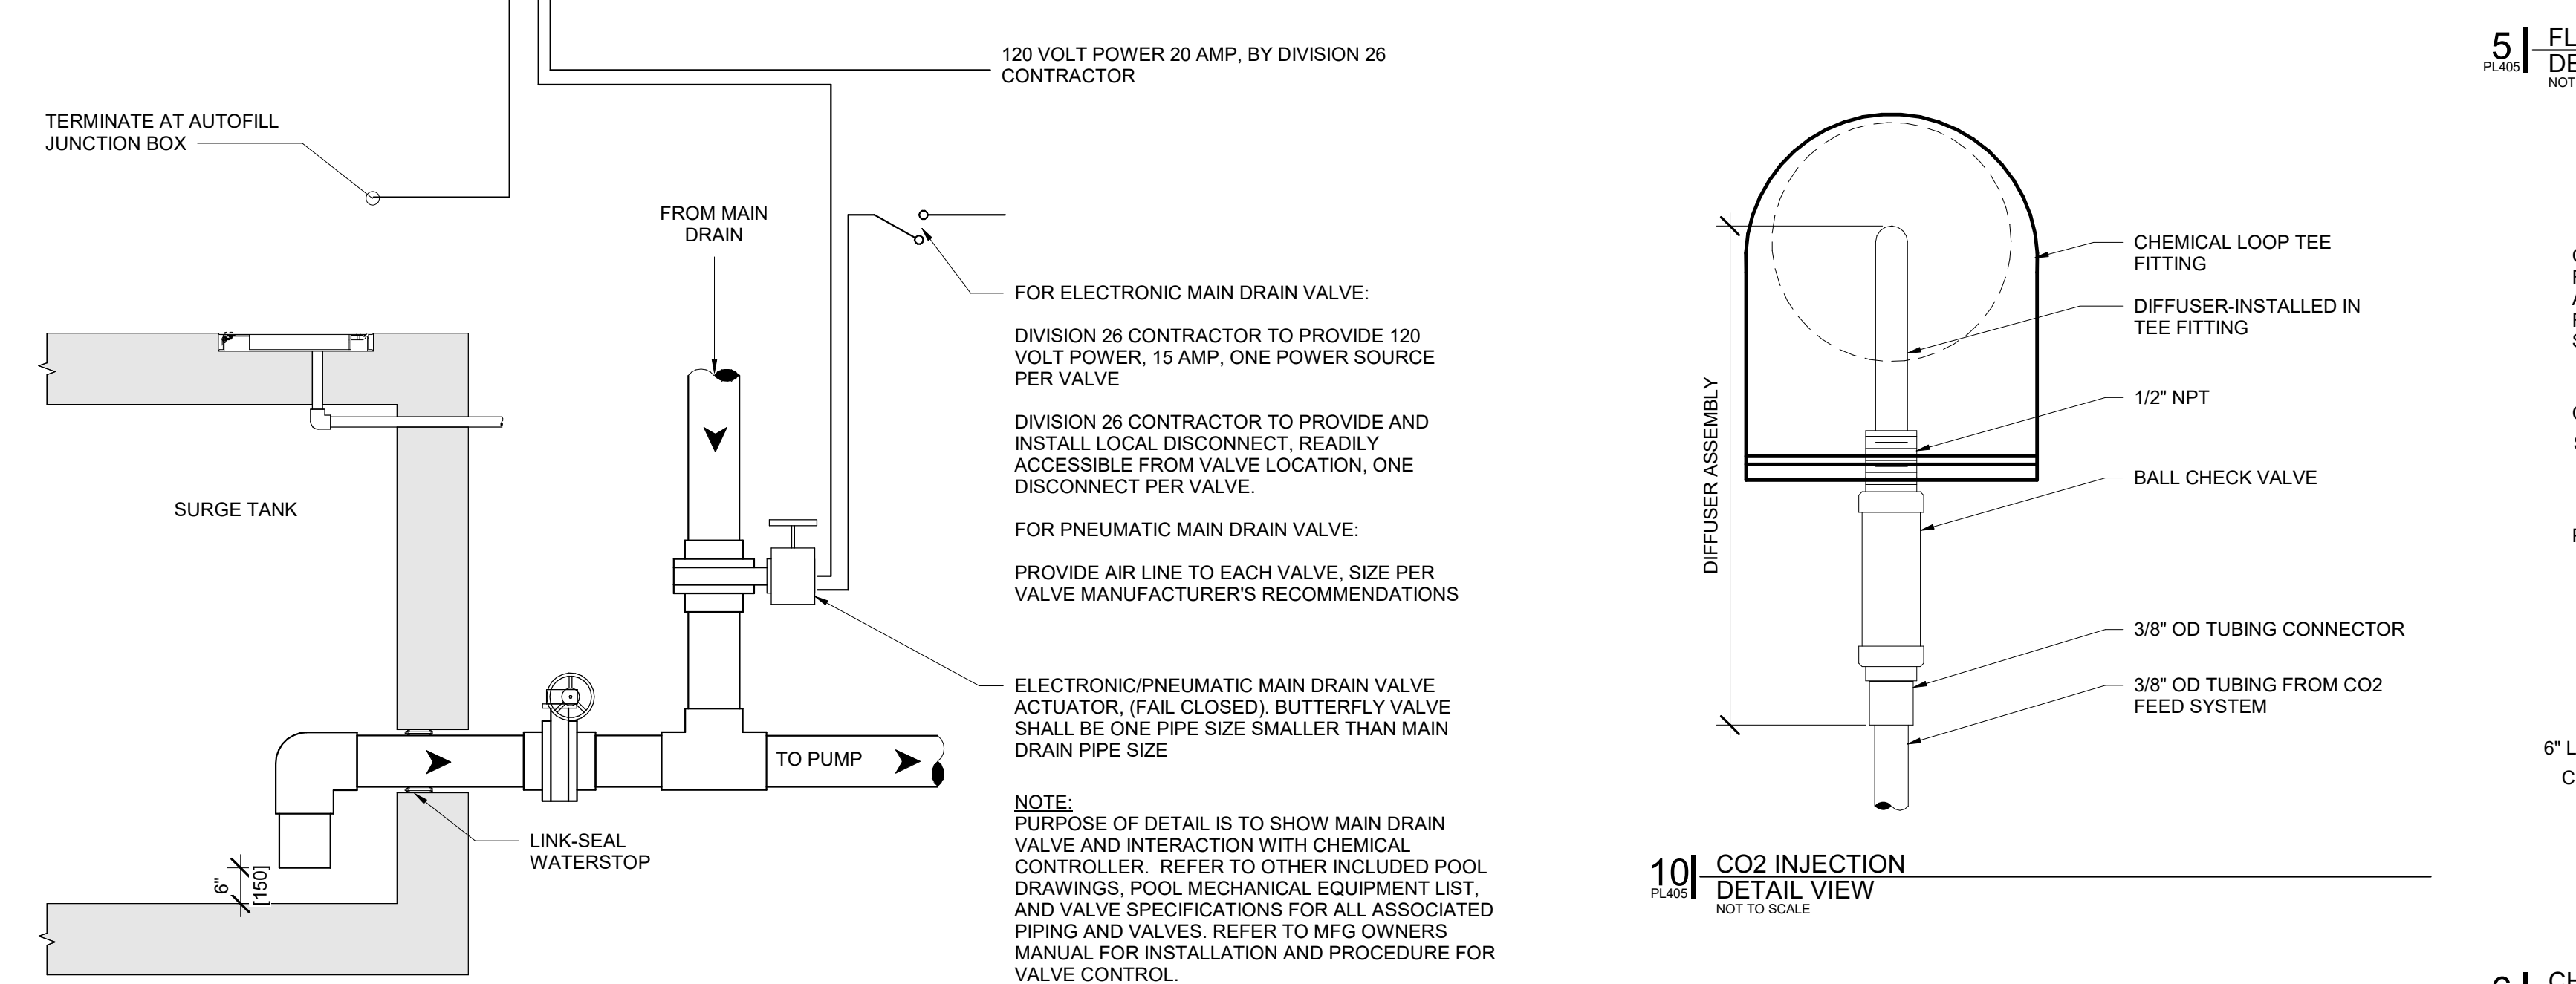 120 VOLT POWER 20 AMP, BY DIVISION 26
CONTRACTOR
TERMINATE AT AUTOFILL
JUNCTION BOX
FROM MAIN
DRAIN
FOR ELECTRONIC MAIN DRAIN VALVE:
DIVISION 26 CONTRACTOR TO PROVIDE 120
VOLT POWER, 15 AMP, ONE POWER SOURCE
PER VALVE
DIVISION 26 CONTRACTOR TO PROVIDE AND
INSTALL LOCAL DISCONNECT, READILY
ACCESSIBLE FROM VALVE LOCATION, ONE
DISCONNECT PER VALVE.
FOR PNEUMATIC MAIN DRAIN VALVE:
PROVIDE AIR LINE TO EACH VALVE, SIZE PER
VALVE MANUFACTURER'S RECOMMENDATIONS
SURGE TANK
ELECTRONIC/PNEUMATIC MAIN DRAIN VALVE
ACTUATOR, (FAIL CLOSED). BUTTERFLY VALVE
SHALL BE ONE PIPE SIZE SMALLER THAN MAIN
DRAIN PIPE SIZE
TO PUMP
LINK-SEAL
WATERSTOP
6"
[150]
NOTE:
PURPOSE OF DETAIL IS TO SHOW MAIN DRAIN
VALVE AND INTERACTION WITH CHEMICAL
CONTROLLER. REFER TO OTHER INCLUDED POOL
DRAWINGS, POOL MECHANICAL EQUIPMENT LIST,
AND VALVE SPECIFICATIONS FOR ALL ASSOCIATED
PIPING AND VALVES. REFER TO MFG OWNERS
MANUAL FOR INSTALLATION AND PROCEDURE FOR
VALVE CONTROL.
DIFFUSER ASSEMBLY
CHEMICAL LOOP TEE
FITTING
DIFFUSER-INSTALLED IN
TEE FITTING
1/2" NPT
BALL CHECK VALVE
3/8" OD TUBING CONNECTOR
3/8" OD TUBING FROM CO2
FEED SYSTEM
10
PL405
CO2 INJECTION
DETAIL VIEW
NOT TO SCALE
5
PL405
FL
DE
NOT
6" L